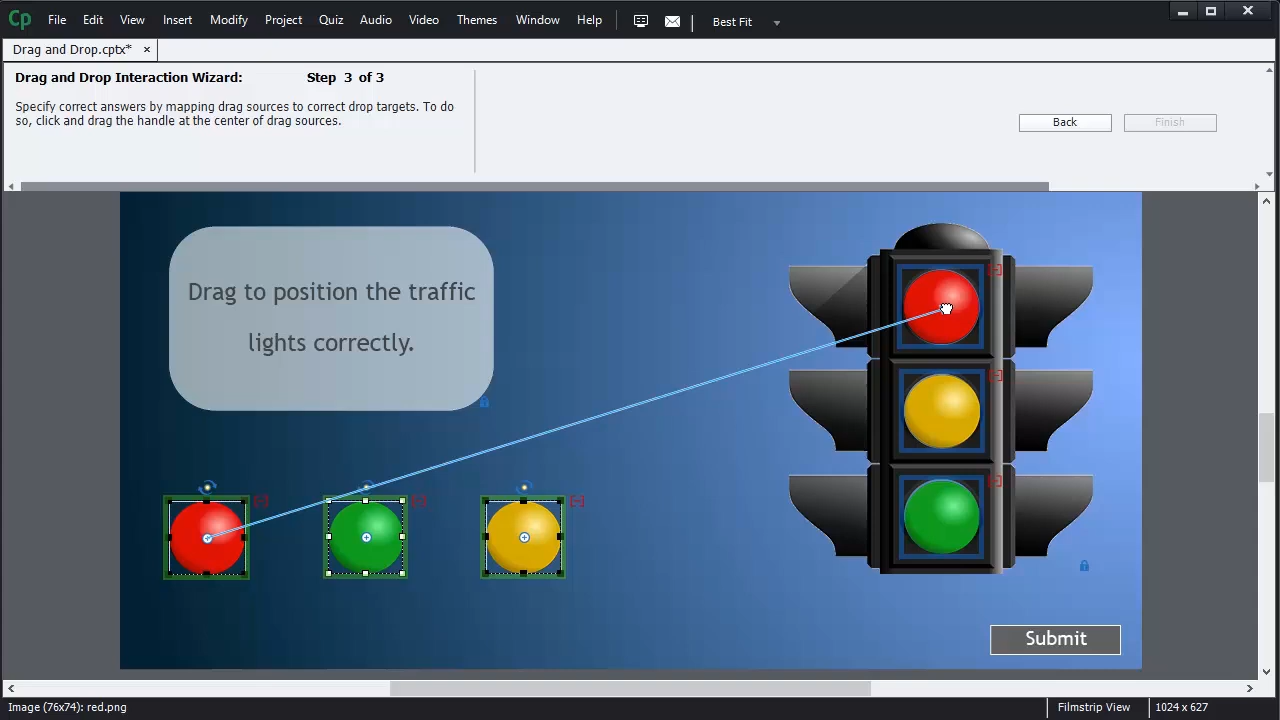 Cp File Edit View Insert Modify Project Quiz Audio Video Themes Window Help Best Fit
Drag and Drop.cptx* ×
Drag and Drop Interaction Wizard: Step 3 of 3
Specify correct answers by mapping drag sources to correct drop targets. To do
so, click and drag the handle at the center of drag sources.
Back Finish
Drag to position the traffic
lights correctly.
Submit
Image (76x74): red.png Filmstrip View 1024 x 627